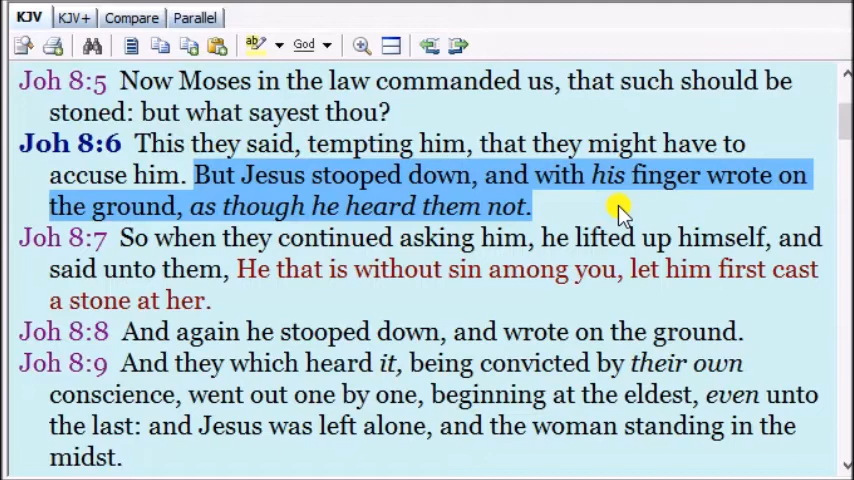 KJV KJV+ Compare Parallel
ab God
Joh 8:5 Now Moses in the law commanded us, that such should be
stoned: but what sayest thou?
Joh 8:6 This they said, tempting him, that they might have to
accuse him. But Jesus stooped down, and with his finger wrote on
the ground, as though he heard them not.
Joh 8:7 So when they continued asking him, he lifted up himself, and
said unto them, He that is without sin among you, let him first cast
a stone at her.
Joh 8:8 And again he stooped down, and wrote on the ground.
Joh 8:9 And they which heard it, being convicted by their own
conscience, went out one by one, beginning at the eldest, even unto
the last: and Jesus was left alone, and the woman standing in the
midst.